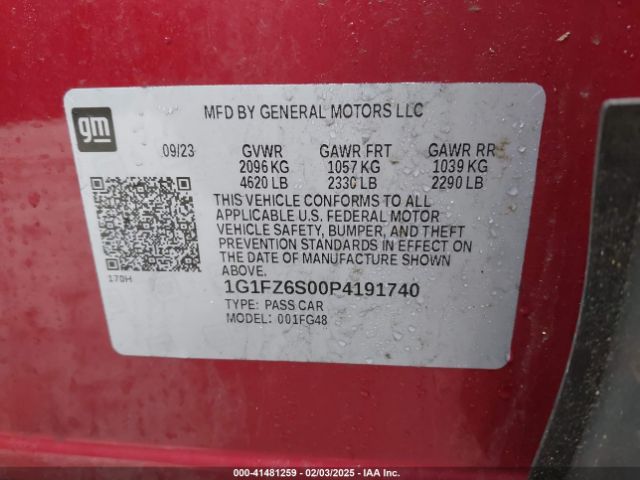 gm
MFD BY GENERAL MOTORS LLC
09/23 GVWR GAWR FRT GAWR RR
2096 KG 1057 KG 1039 KG
4620 LB 2330 LB 2290 LB
THIS VEHICLE CONFORMS TO ALL
APPLICABLE U.S. FEDERAL MOTOR
VEHICLE SAFETY, BUMPER, AND THEFT
PREVENTION STANDARDS IN EFFECT ON
THE DATE OF MANUFACTURE SHOWN
ABOVE.
170H
1G1FZ6S00P4191740
TYPE: PASS CAR
MODEL: 001FG48
000-41481259 - 02/03/2025 - IAA Inc.